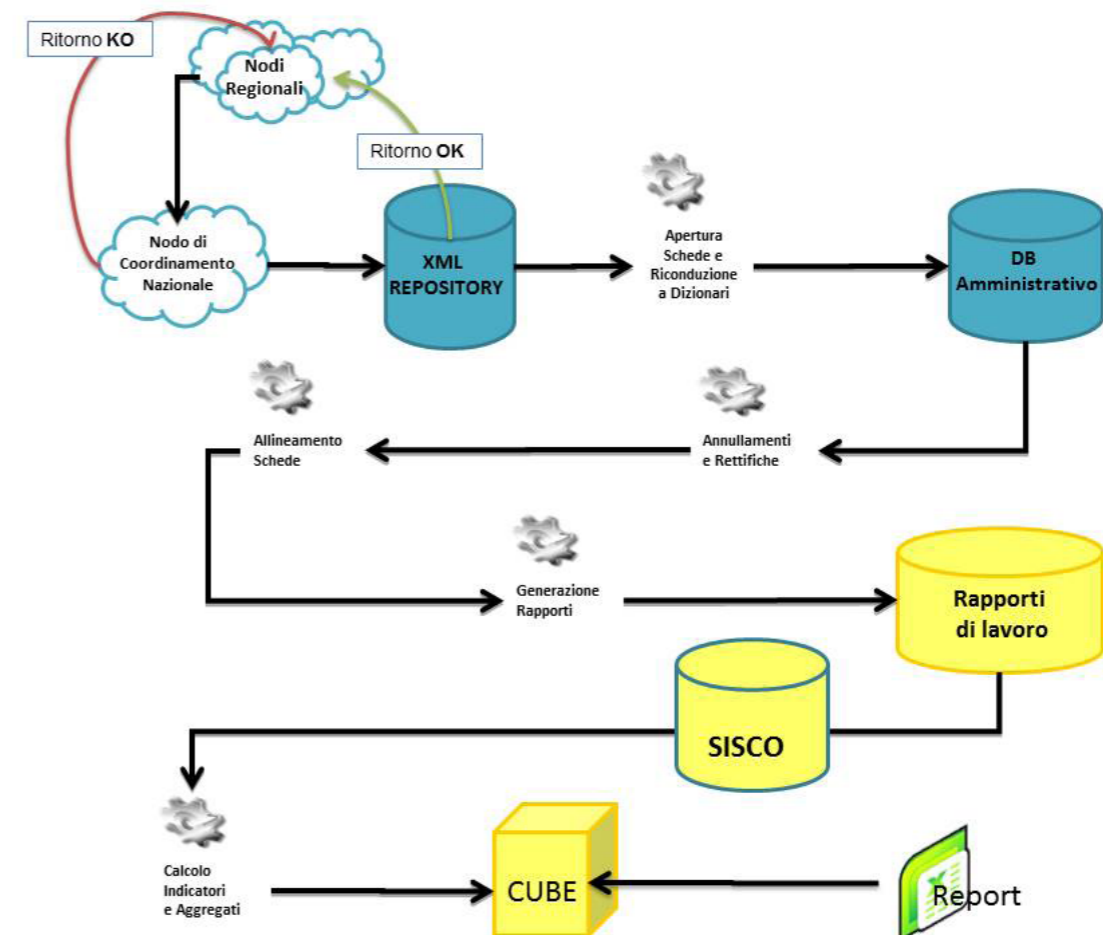 Ritorno KO
Nodi
Regionali
Ritorno OK
Nodo di
Coordinamento
Nazionale
XML
REPOSITORY
Apertura
Schede e
Riconduzione
a Dizionari
DB
Amministrativo
Allineamento
Schede
Annullamenti
e Rettifiche
Generazione
Rapporti
Rapporti
di lavoro
SISCO
Calcolo
Indicatori
e Aggregati
CUBE
Report